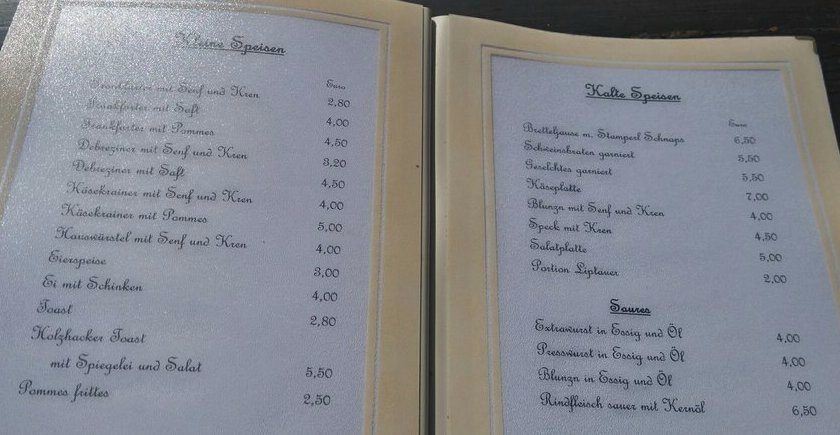 Kleine Speisen
Euro
Frankfurter mit Senf und Kren 2,80
Frankfurter mit Saft 4,00
Frankfurter mit Pommes 4,50
Debreziner mit Senf und Kren 3,20
Debreziner mit Saft 4,50
Käsekrainer mit Senf und Kren 4,00
Käsekrainer mit Pommes 5,00
Hauswürstel mit Senf und Kren 4,00
Eierspeise 3,00
Ei mit Schinken 4,00
Toast 2,80
Holzhacker Toast
mit Spiegelei und Salat 5,50
Pommes frittes 2,50
Kalte Speisen
Euro
Bretteljause m. Stamperl Schnaps 6,50
Schweinsbraten garniert 5,50
Geselchtes garniert 5,50
Käseplatte 7,00
Blunzn mit Senf und Kren 4,00
Speck mit Kren 4,50
Salatplatte 5,00
Portion Liptauer 2,00
Saures
Extrawurst in Essig und Öl 4,00
Presswurst in Essig und Öl 4,00
Blunzn in Essig und Öl 4,00
Rindfleisch sauer mit Kernöl 6,50